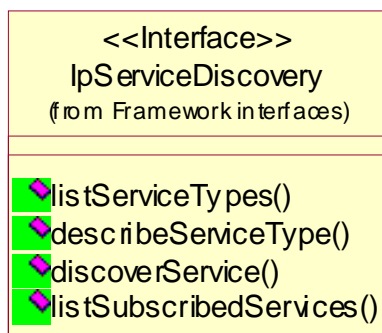 <<Interface>>
IpServiceDiscovery
(from Framework interfaces)
listServiceTypes()
describeServiceType()
discoverService()
listSubscribedServices()